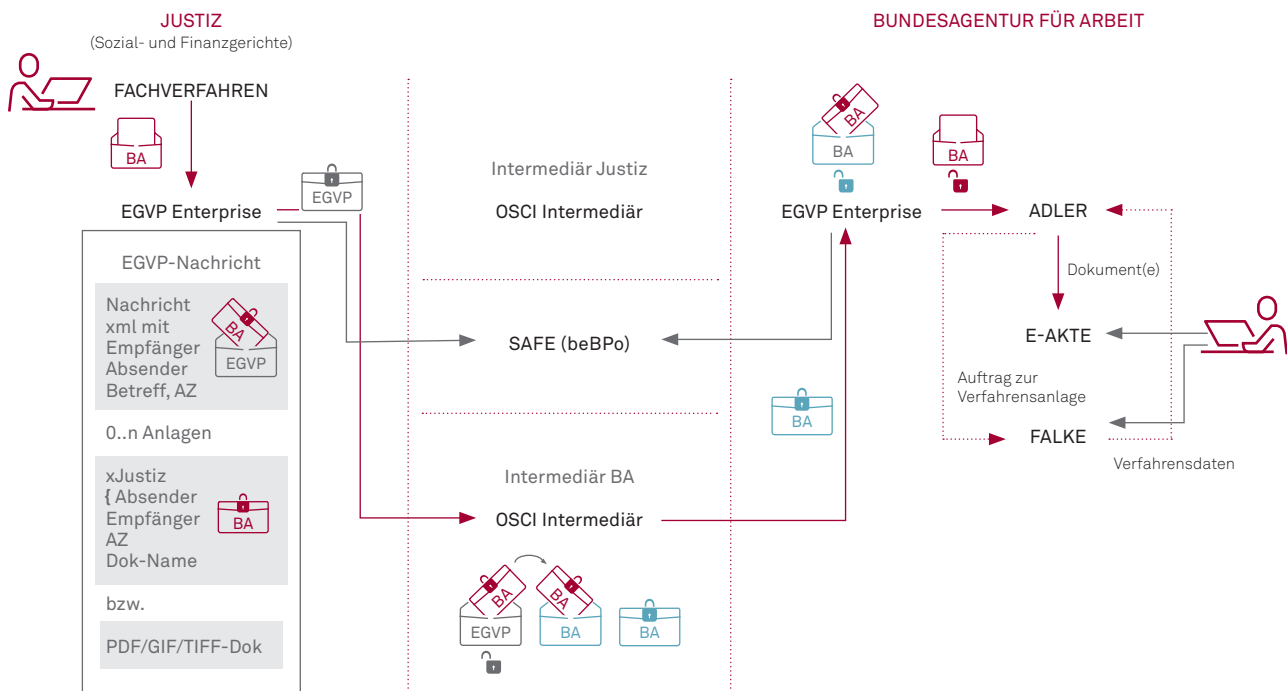 JUSTIZ
(Sozial- und Finanzgerichte)
FACHVERFAHREN
BA
EGVP
EGVP Enterprise
EGVP-Nachricht
Nachricht
xml mit
Empfänger
Absender
Betreff, AZ
BA
EGVP
0..n Anlagen
xJustiz
{ Absender
Empfänger
AZ
Dok-Name
BA
bzw.
PDF/GIF/TIFF-Dok
Intermediär Justiz
OSCI Intermediär
SAFE (beBPo)
Intermediär BA
OSCI Intermediär
BA
EGVP
BA
BA
BA
BUNDESAGENTUR FÜR ARBEIT
BA
BA
BA
EGVP Enterprise
ADLER
Dokument(e)
E-AKTE
BA
Auftrag zur
Verfahrensanlage
FALKE
Verfahrensdaten